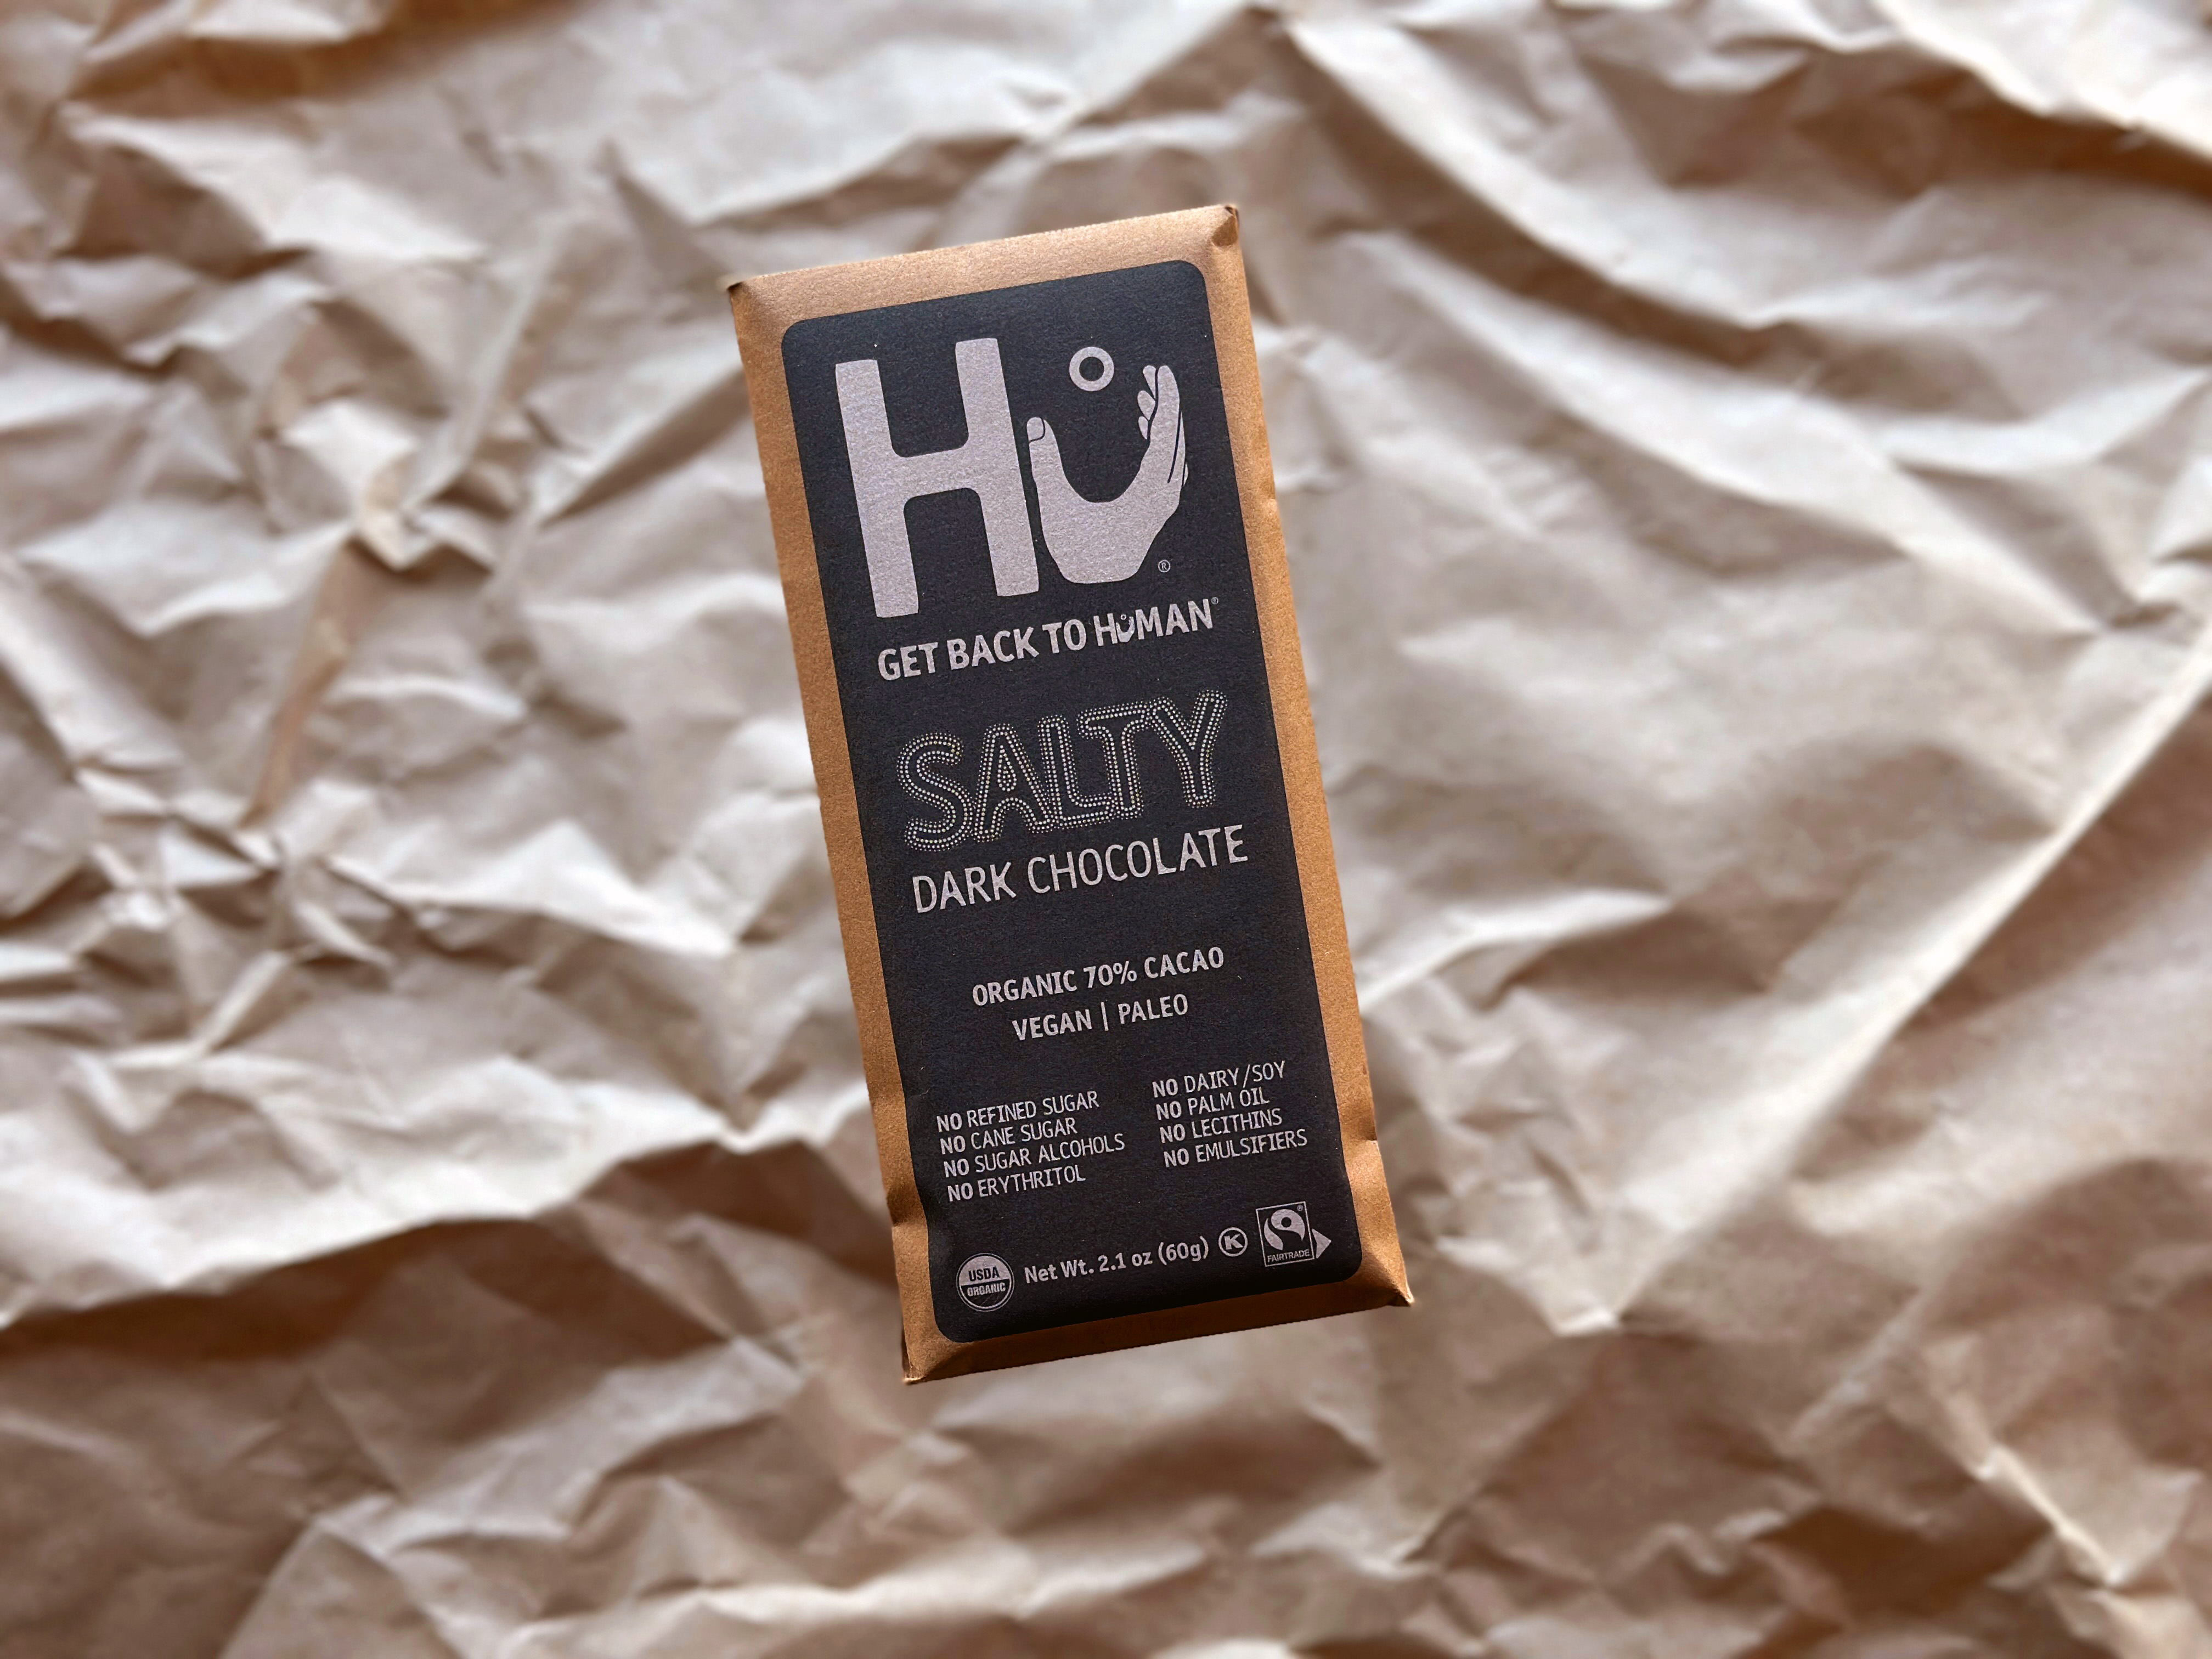 Hu®
GET BACK TO HUMAN®
SALTY
DARK CHOCOLATE
ORGANIC 70% CACAO
VEGAN | PALEO
NO REFINED SUGAR
NO CANE SUGAR
NO SUGAR ALCOHOLS
NO ERYTHRITOL
NO DAIRY/SOY
NO PALM OIL
NO LECITHINS
NO EMULSIFIERS
USDA
ORGANIC
Net Wt. 2.1 oz (60g)
K
FAIRTRADE